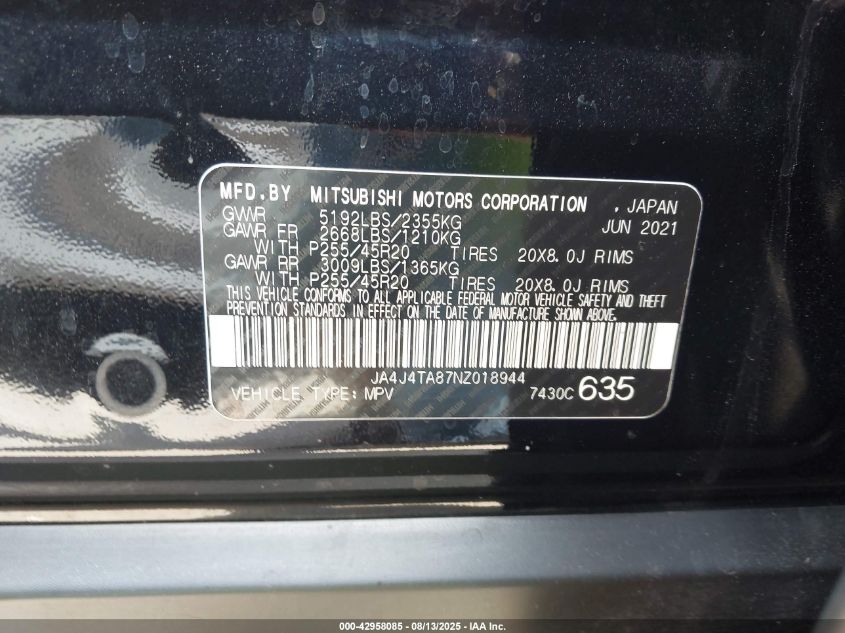 MFD.BY MITSUBISHI MOTORS CORPORATION , JAPAN
GVWR 5192LBS/2355KG JUN 2021
GAWR FR 2668LBS/1210KG
WITH P255/45R20 TIRES 20X8.0J RIMS
GAWR RR 3009LBS/1365KG
WITH P255/45R20 TIRES 20X8.0J RIMS
THIS VEHICLE CONFORMS TO ALL APPLICABLE FEDERAL MOTOR VEHICLE SAFETY AND THEFT
PREVENTION STANDARDS IN EFFECT ON THE DATE OF MANUFACTURE SHOWN ABOVE.
JA4J4TA87NZ018944
VEHICLE TYPE: MPV 7430C 635
000-42958085 - 08/13/2025 - IAA Inc.